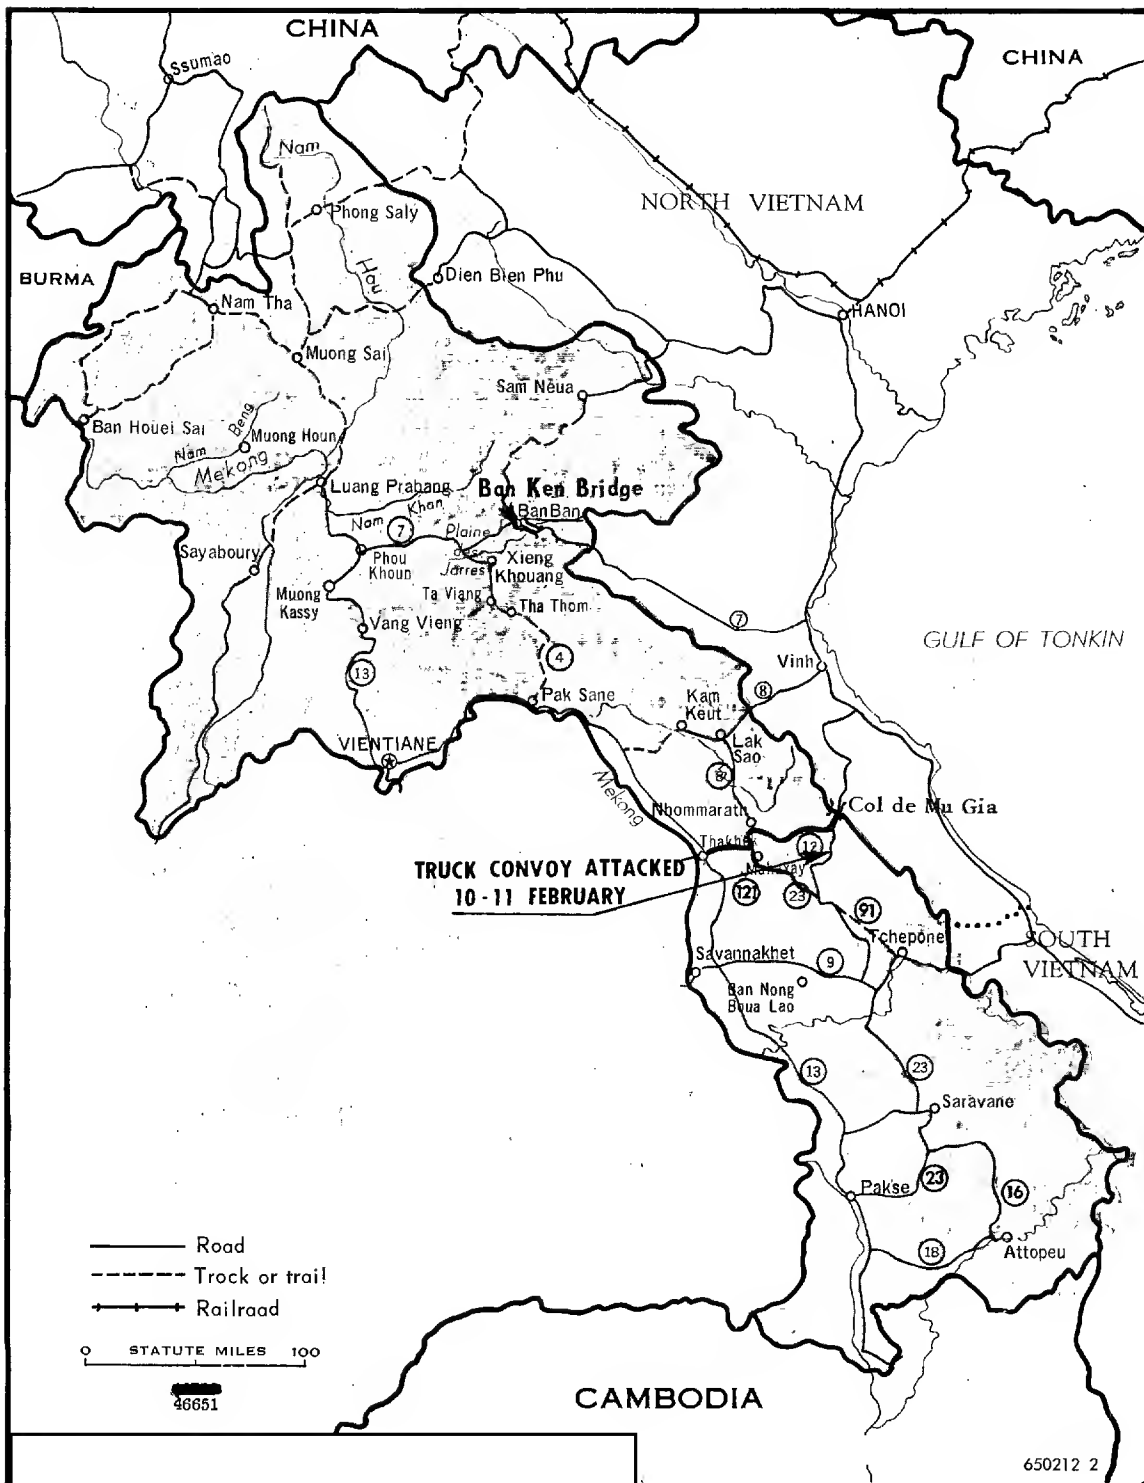 CHINA
CHINA
Ssumao
Nam
NORTH VIETNAM
Phong Saly
Hou
BURMA
Dien Bien Phu
Nam Tha
HANOI
Muong Sai
Sam Neua
Ban Houei Sai
Beng
Muong Houn
Nam
Mekong
Luang Prabang
Ban Ken Bridge
Khan
Ban Ban
Nam
7
Plaine
des
Jarres
Sayaboury
Phou
Khoun
Xieng
Khouang
Muong
Kassy
Ta Viang
Tha Thom
7
Vang Vieng
GULF OF TONKIN
4
Vinh
13
8
Pak Sane
Kam
Keut
VIENTIANE
Lak
Sao
8
Mekong
Nhommarath
Col de Mu Gia
Thakhek
12
TRUCK CONVOY ATTACKED
10-11 FEBRUARY
Mahaxay
121
23
91
Tchepone
SOUTH
VIETNAM
Savannakhet
9
Ban Nong
Boua Lao
13
23
Saravane
Pakse
23
16
18
Attopeu
Road
Trock or trail
Railraad
0 STATUTE MILES 100
46651
CAMBODIA
650212 2